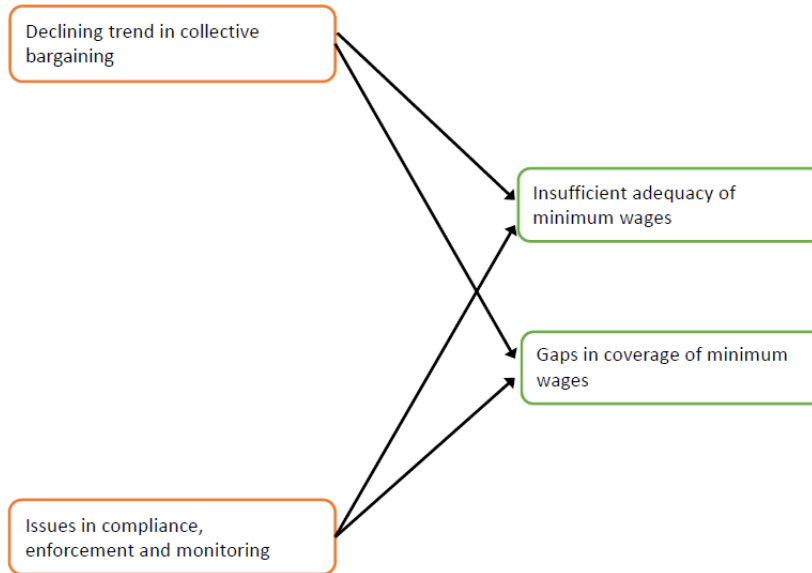 Declining trend in collective
bargaining
Insufficient adequacy of
minimum wages
Gaps in coverage of minimum
wages
Issues in compliance,
enforcement and monitoring